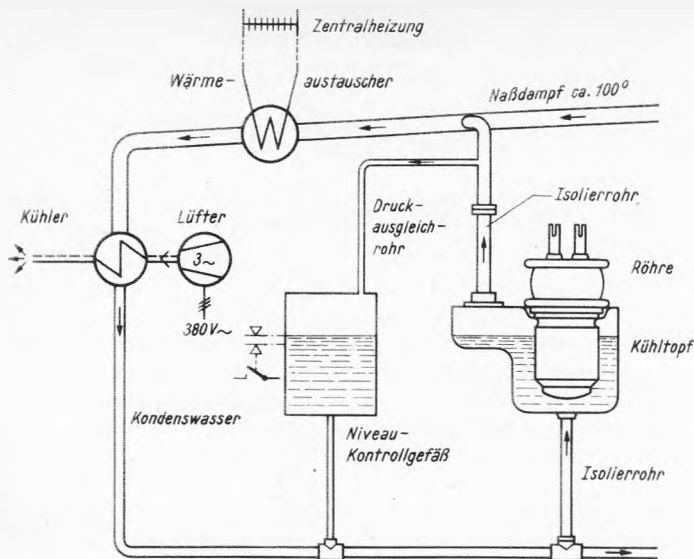 Zentralheizung
Wärme-
austauscher
Naßdampf ca. 100°
Isolierrohr
Druck-
ausgleich-
rohr
Kühler
Lüfter
3~
Röhre
380V~
Kühltopf
Kondenswasser
Niveau-
Kontrollgefäß
Isolierrohr